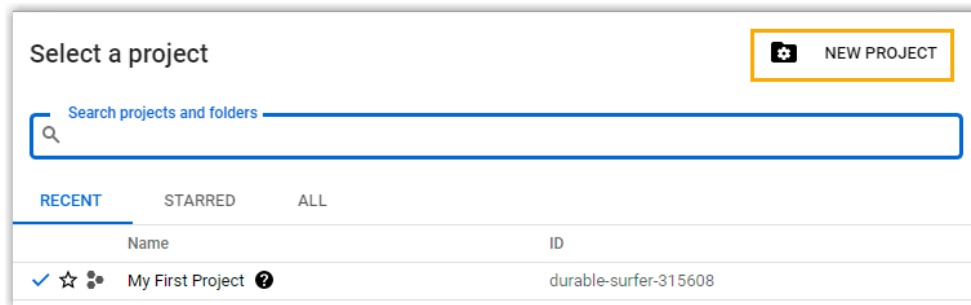 Select a project
NEW PROJECT
Search projects and folders
RECENT STARRED ALL
Name ID
My First Project ? durable-surfer-315608